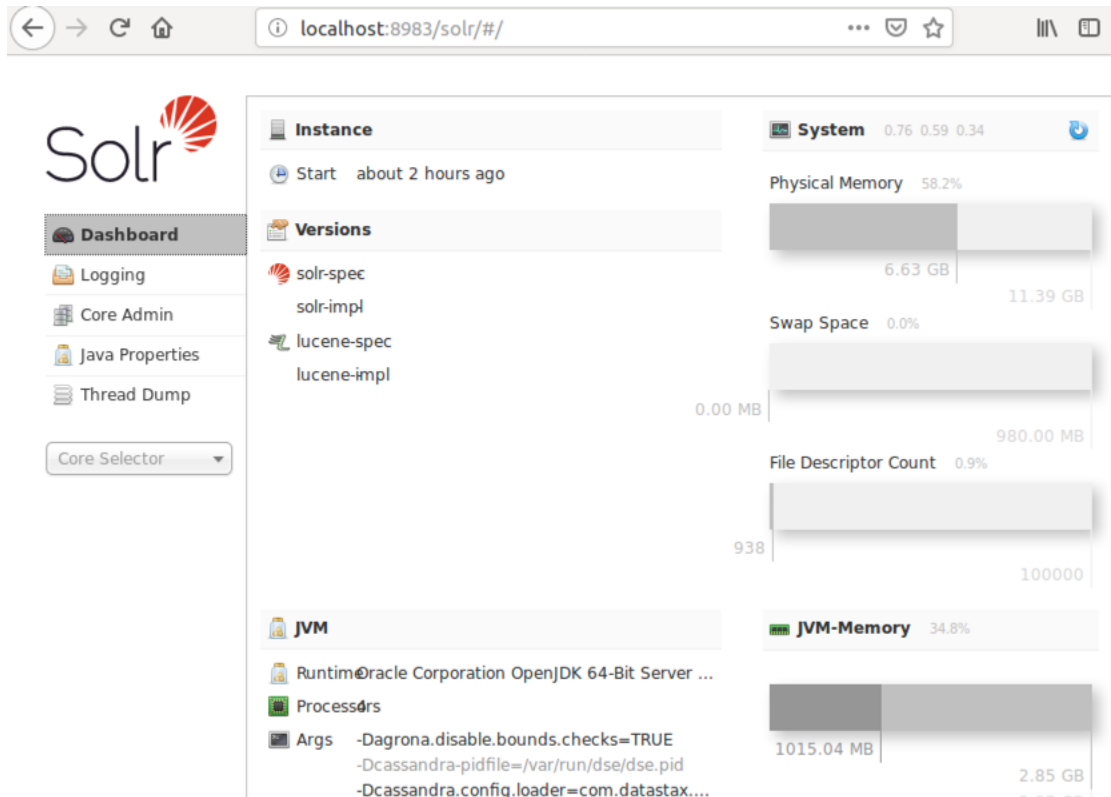 localhost:8983/solr/#/
Solr
Dashboard
Logging
Core Admin
Java Properties
Thread Dump
Core Selector
Instance
Start about 2 hours ago
Versions
solr-spec
solr-impl
lucene-spec
lucene-impl
System 0.76 0.59 0.34
Physical Memory 58.2%
6.63 GB
11.39 GB
Swap Space 0.0%
0.00 MB
980.00 MB
File Descriptor Count 0.9%
938
100000
JVM
Runtime Oracle Corporation OpenJDK 64-Bit Server ...
Processors 4
Args -Dagrona.disable.bounds.checks=TRUE
-Dcassandra-pidfile=/var/run/dse/dse.pid
-Dcassandra.config.loader=com.datastax....
JVM-Memory 34.8%
1015.04 MB
2.85 GB